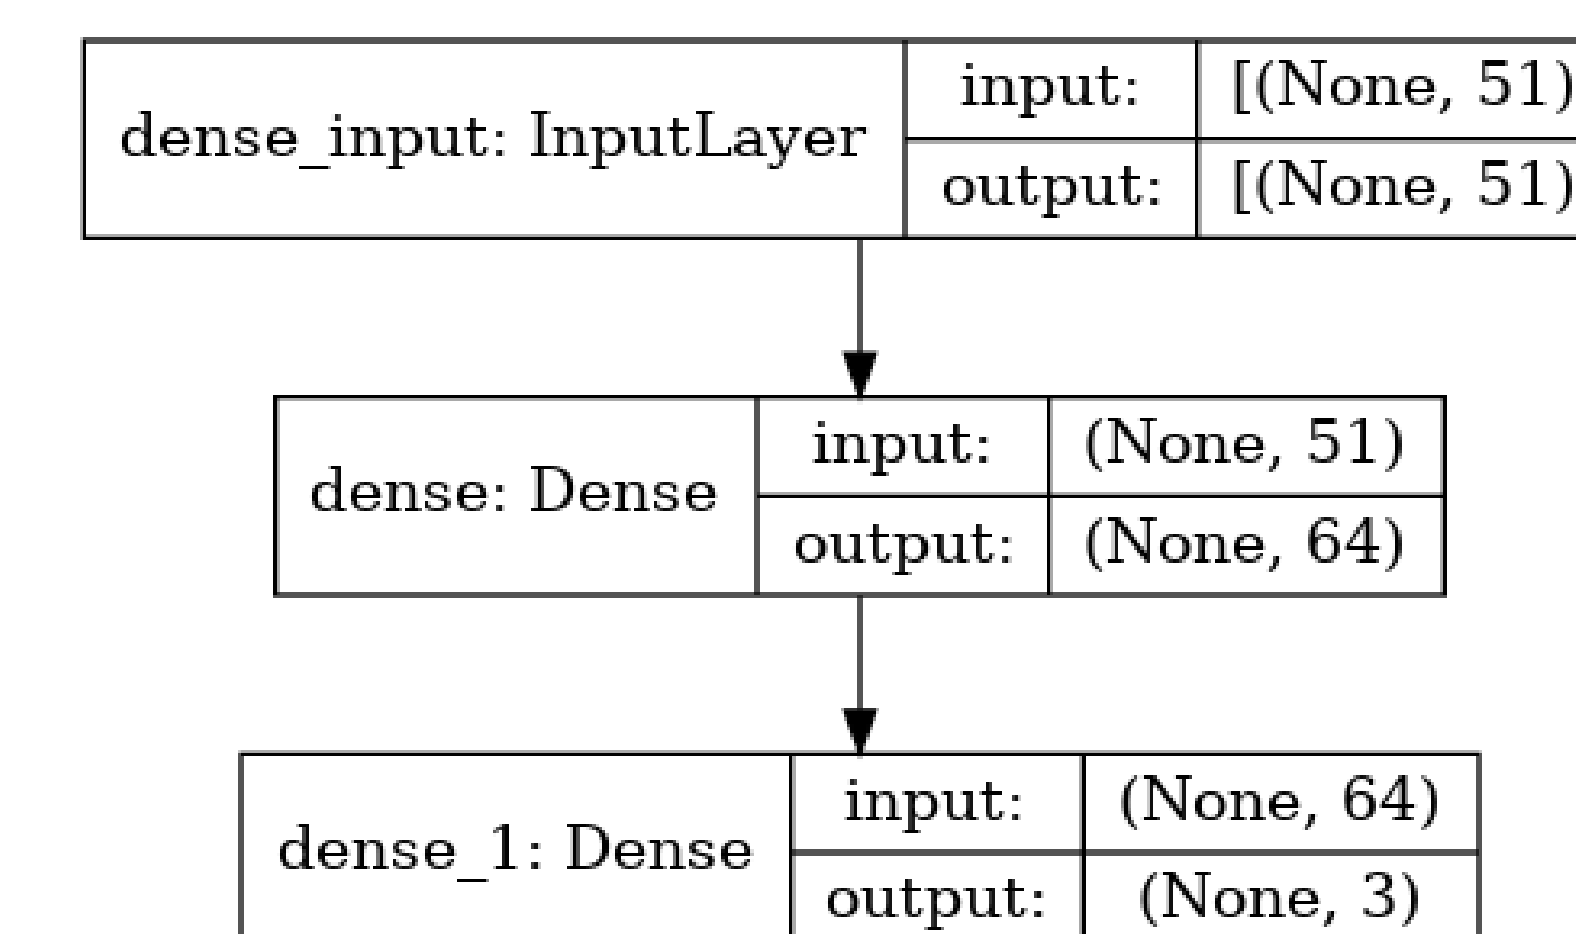 dense_input: InputLayer
input:
[(None, 51)
output:
[(None, 51)
dense: Dense
input:
(None, 51)
output:
(None, 64)
dense_1: Dense
input:
(None, 64)
output:
(None, 3)